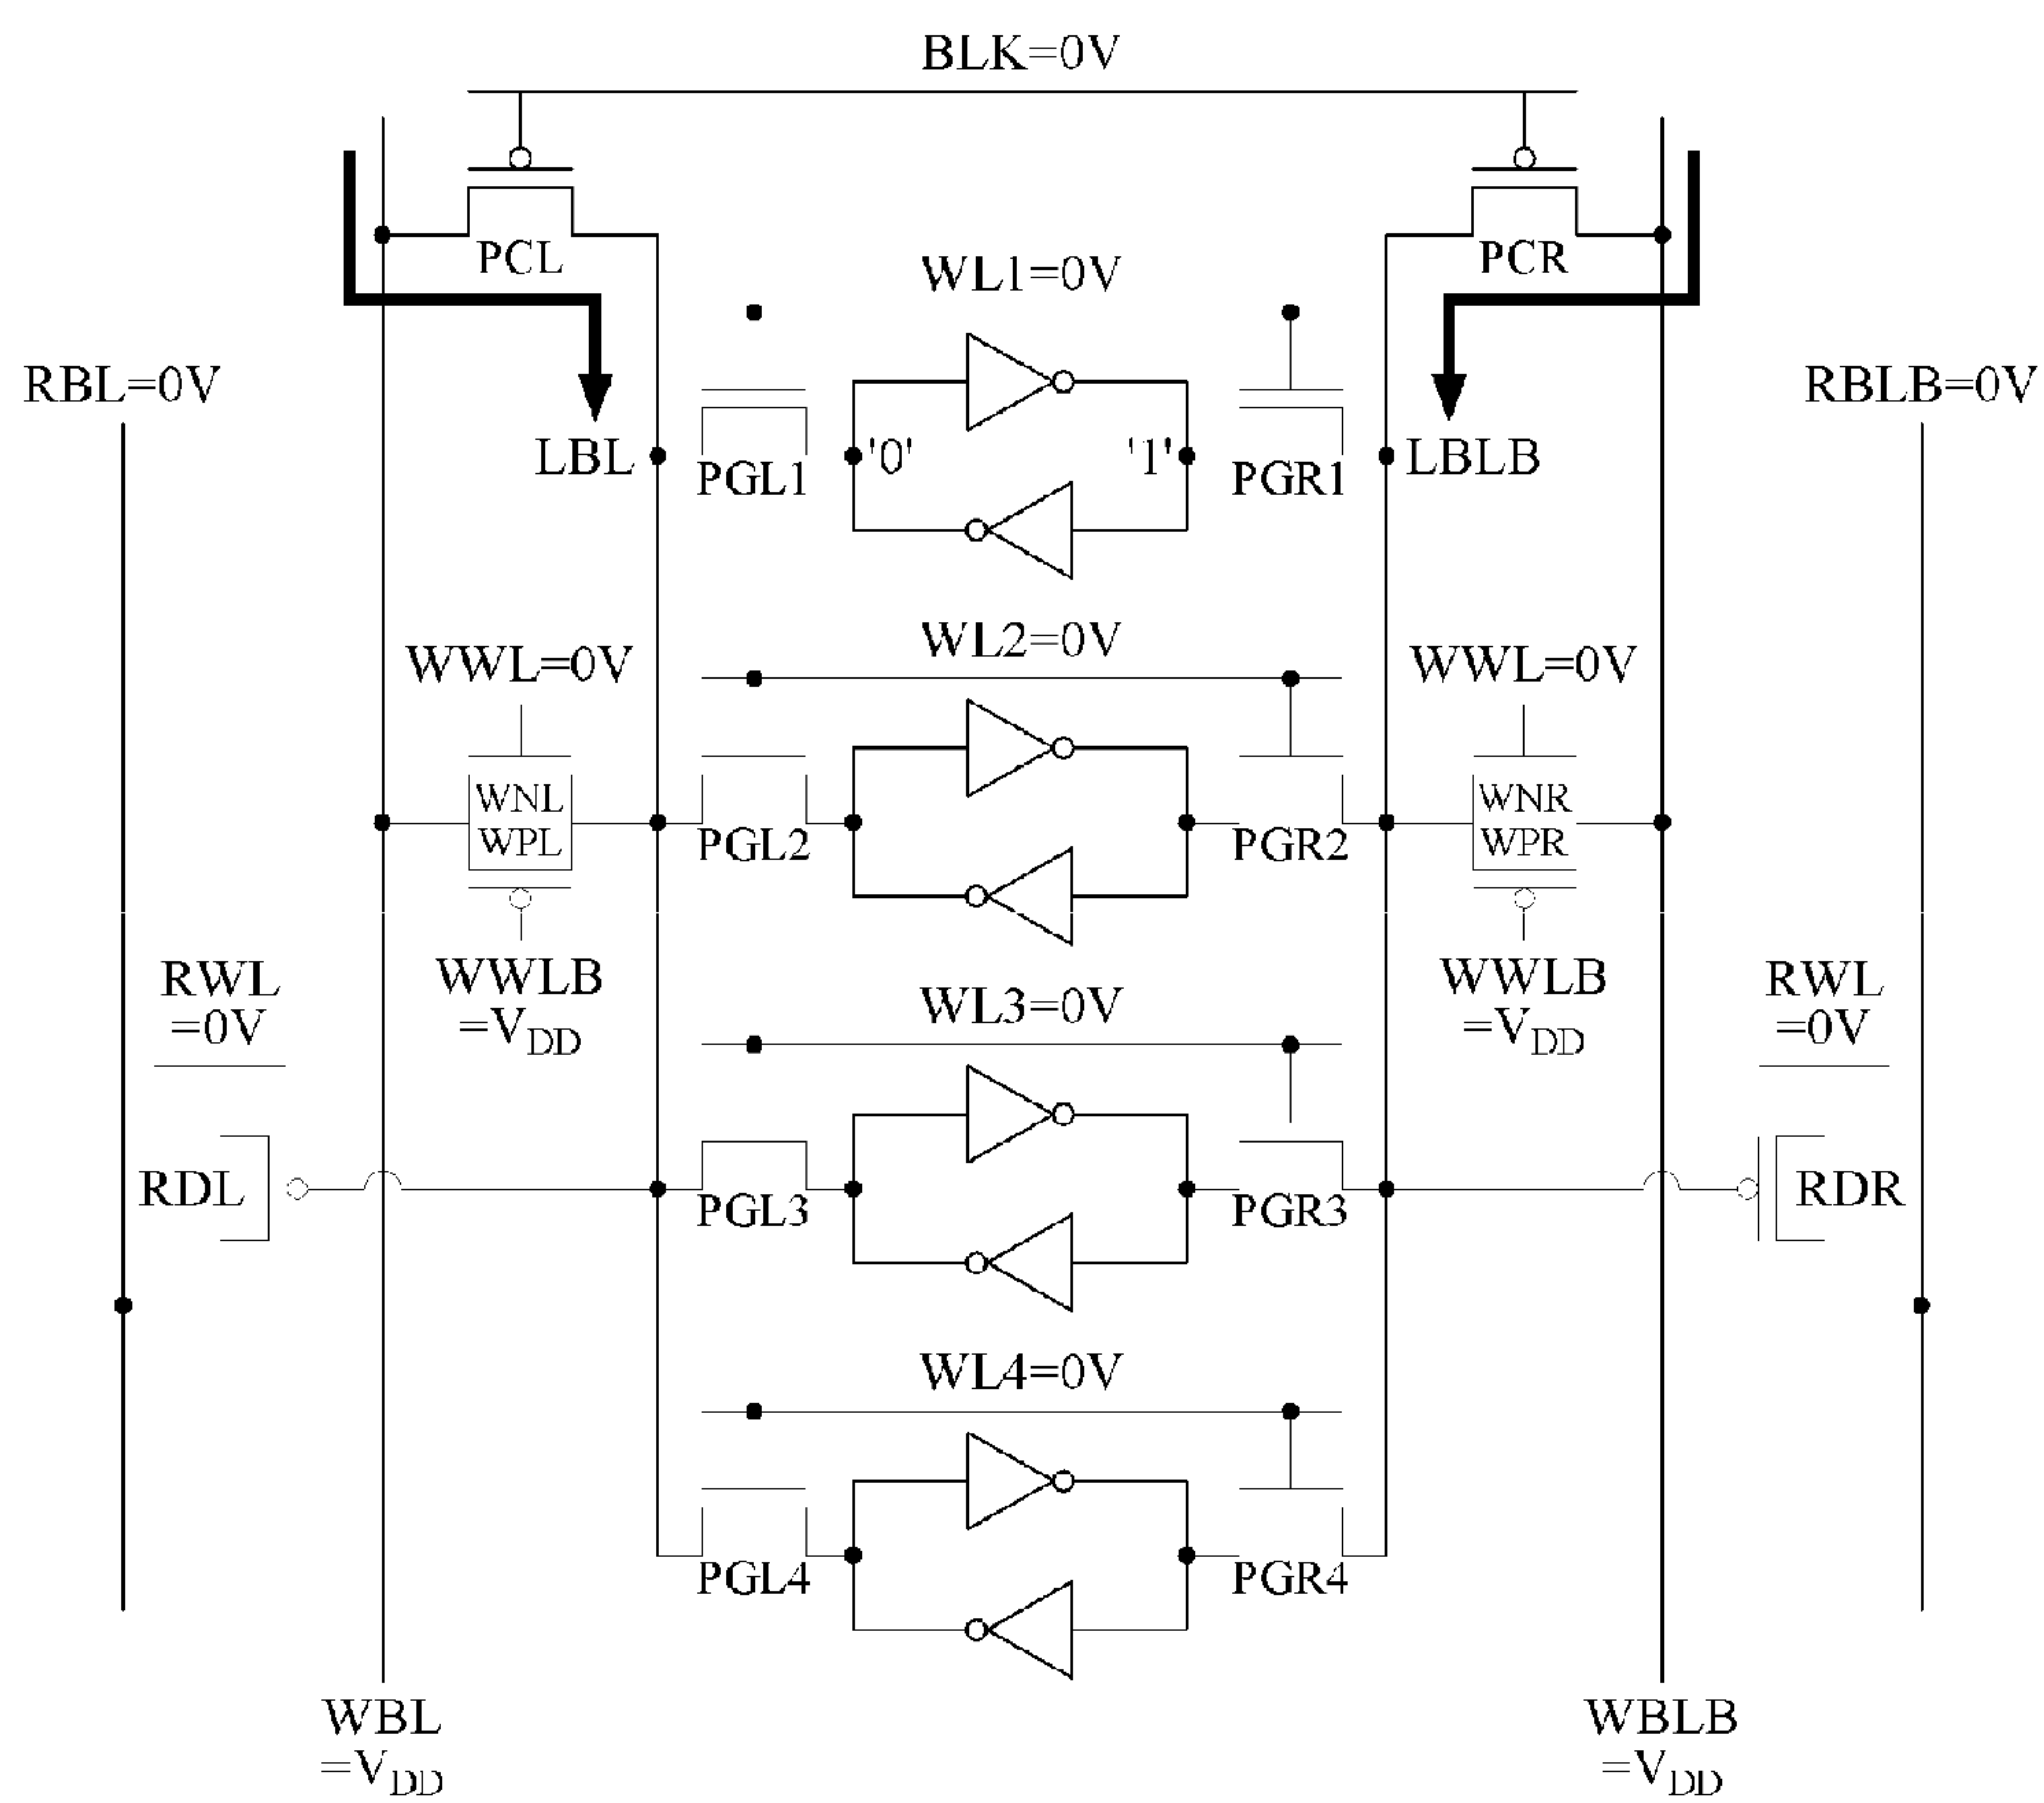 BLK=0V
PCL
PCR
WL1=0V
RBL=0V
RBLB=0V
LBL
PGL1
'0'
'1'
PGR1
LBLB
WL2=0V
WWL=0V
WWL=0V
WNL
WPL
PGL2
PGR2
WNR
WPR
RWL
=0V
WWLB
=VDD
WL3=0V
WWLB
=VDD
RWL
=0V
RDL
PGL3
PGR3
RDR
WL4=0V
PGL4
PGR4
WBL
=VDD
WBLB
=VDD